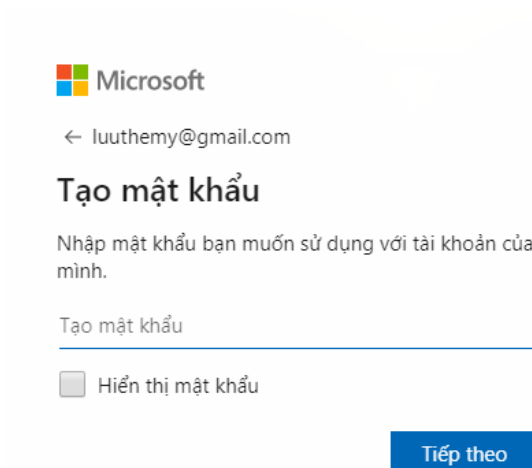 Microsoft
← luuthemy@gmail.com
Tạo mật khẩu
Nhập mật khẩu bạn muốn sử dụng với tài khoản của
mình.
Tạo mật khẩu
Hiển thị mật khẩu
Tiếp theo